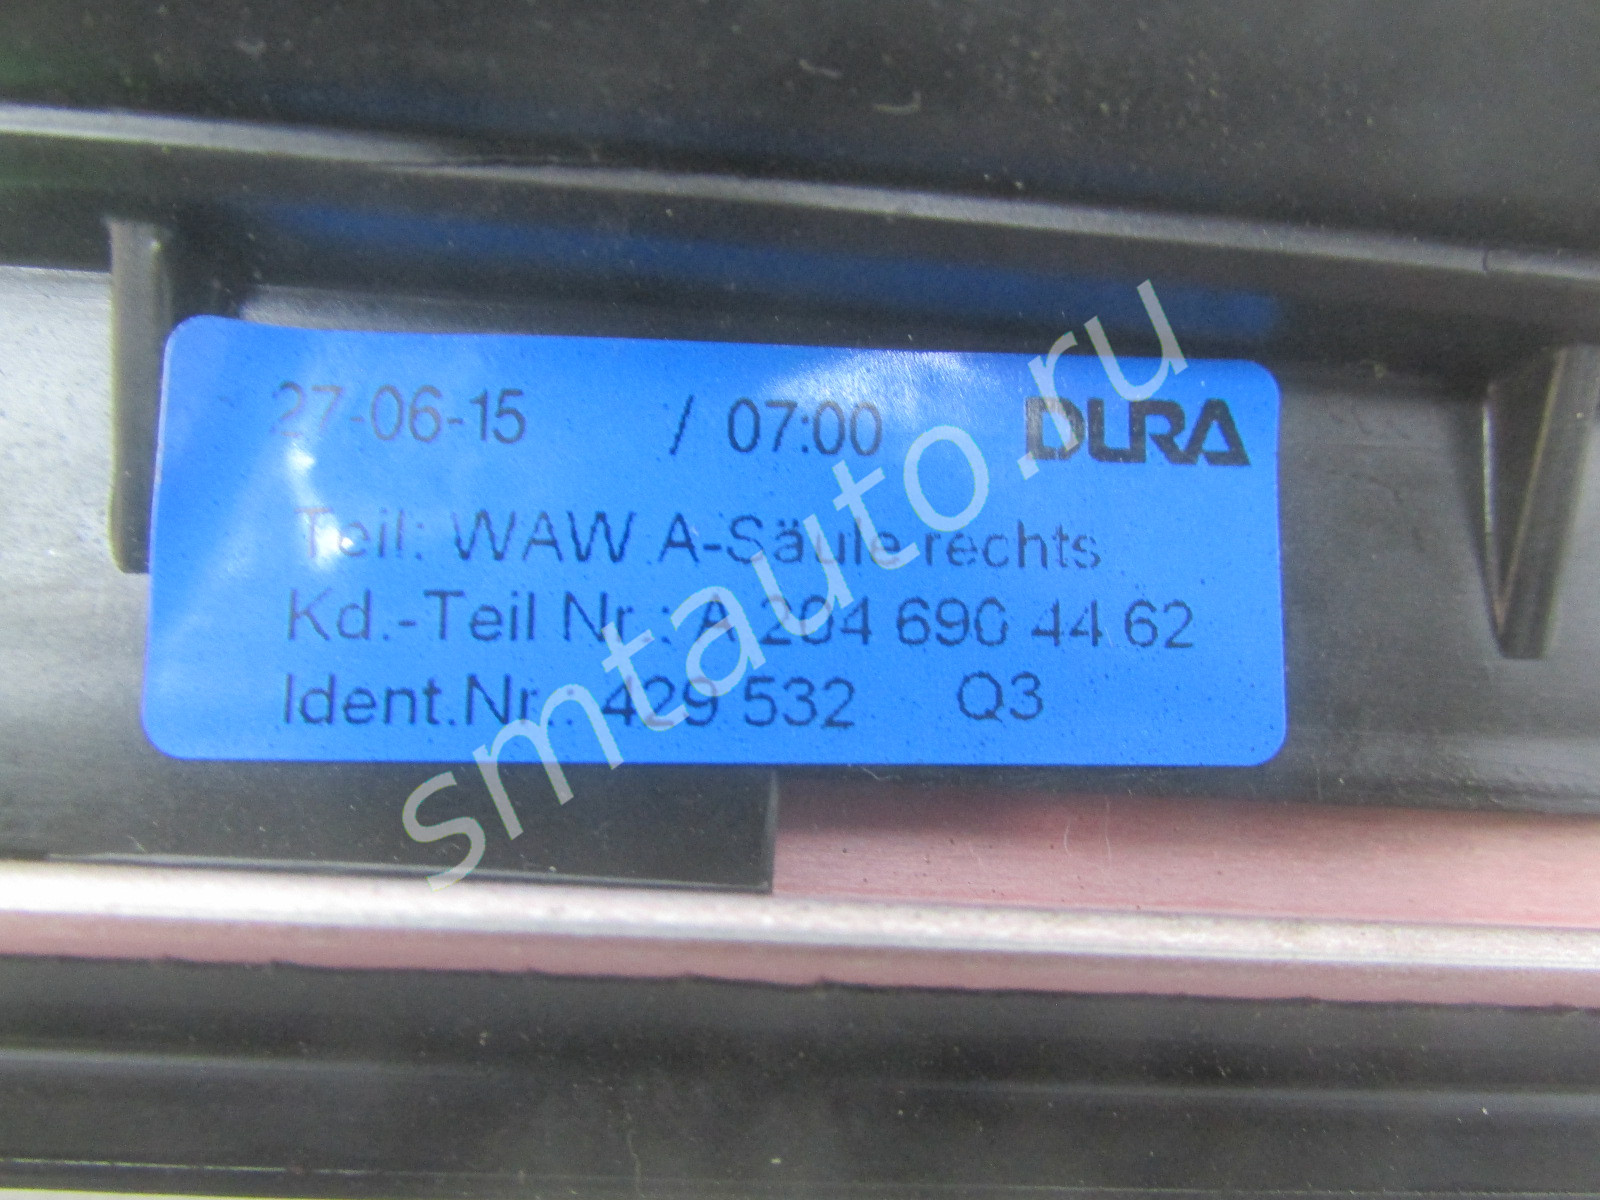 27-06-15 / 07:00 DURA
Teil: WAW A-Säule rechts
Kd.-Teil Nr.: A 204 690 44 62
Ident.Nr.: 429 532 Q3
smtauto.ru